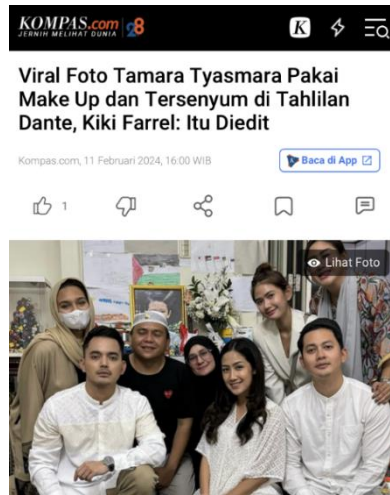 KOMPAS.com 28
JERNIH MELIHAT DUNIA
K
Viral Foto Tamara Tyasmara Pakai
Make Up dan Tersenyum di Tahlilan
Dante, Kiki Farrel: Itu Diedit
Kompas.com, 11 Februari 2024, 16:00 WIB
Baca di App
1
Lihat Foto